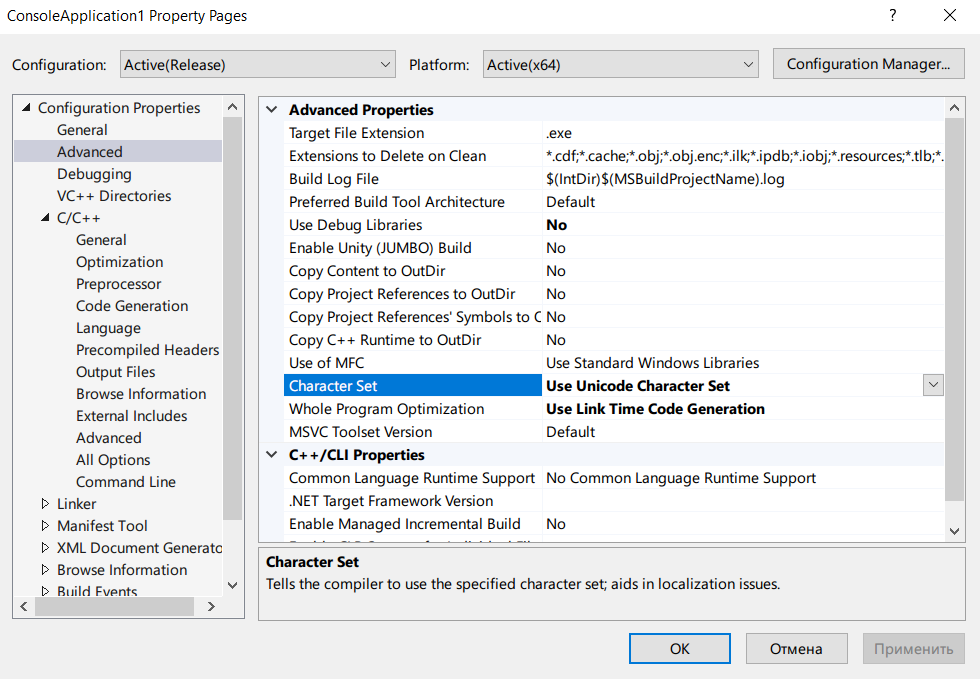 ConsoleApplication1 Property Pages
Configuration: Active(Release) Platform: Active(x64) Configuration Manager...
Configuration Properties
General
Advanced
Debugging
VC++ Directories
C/C++
General
Optimization
Preprocessor
Code Generation
Language
Precompiled Headers
Output Files
Browse Information
External Includes
Advanced
All Options
Command Line
Linker
Manifest Tool
XML Document Generato
Browse Information
Build Events
Advanced Properties
Target File Extension .exe
Extensions to Delete on Clean *.cdf;*.cache;*.obj;*.obj.enc;*.ilk;*.ipdb;*.iobj;*.resources;*.tlb;*.
Build Log File $(IntDir)$(MSBuildProjectName).log
Preferred Build Tool Architecture Default
Use Debug Libraries No
Enable Unity (JUMBO) Build No
Copy Content to OutDir No
Copy Project References to OutDir No
Copy Project References' Symbols to O No
Copy C++ Runtime to OutDir No
Use of MFC Use Standard Windows Libraries
Character Set Use Unicode Character Set
Whole Program Optimization Use Link Time Code Generation
MSVC Toolset Version Default
C++/CLI Properties
Common Language Runtime Support No Common Language Runtime Support
.NET Target Framework Version
Enable Managed Incremental Build No
Character Set
Tells the compiler to use the specified character set; aids in localization issues.
OK Отмена Применить